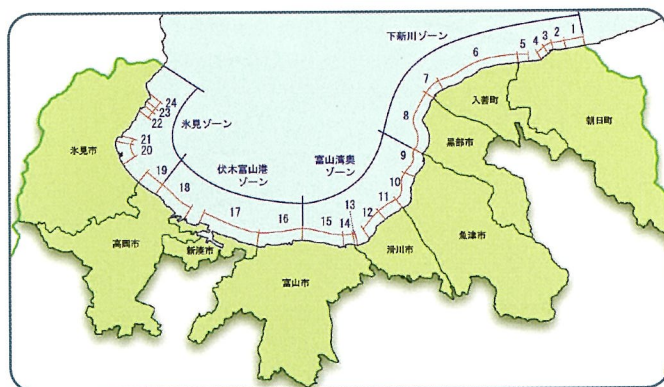 下新川ゾーン
1
2
3
4
5
6
7
8
9
10
11
12
13
14
15
16
17
18
19
20
21
22
23
24
氷見ゾーン
伏木富山港
ゾーン
富山湾奥
ゾーン
入善町
朝日町
黒部市
魚津市
滑川市
富山市
新湊市
高岡市
氷見市